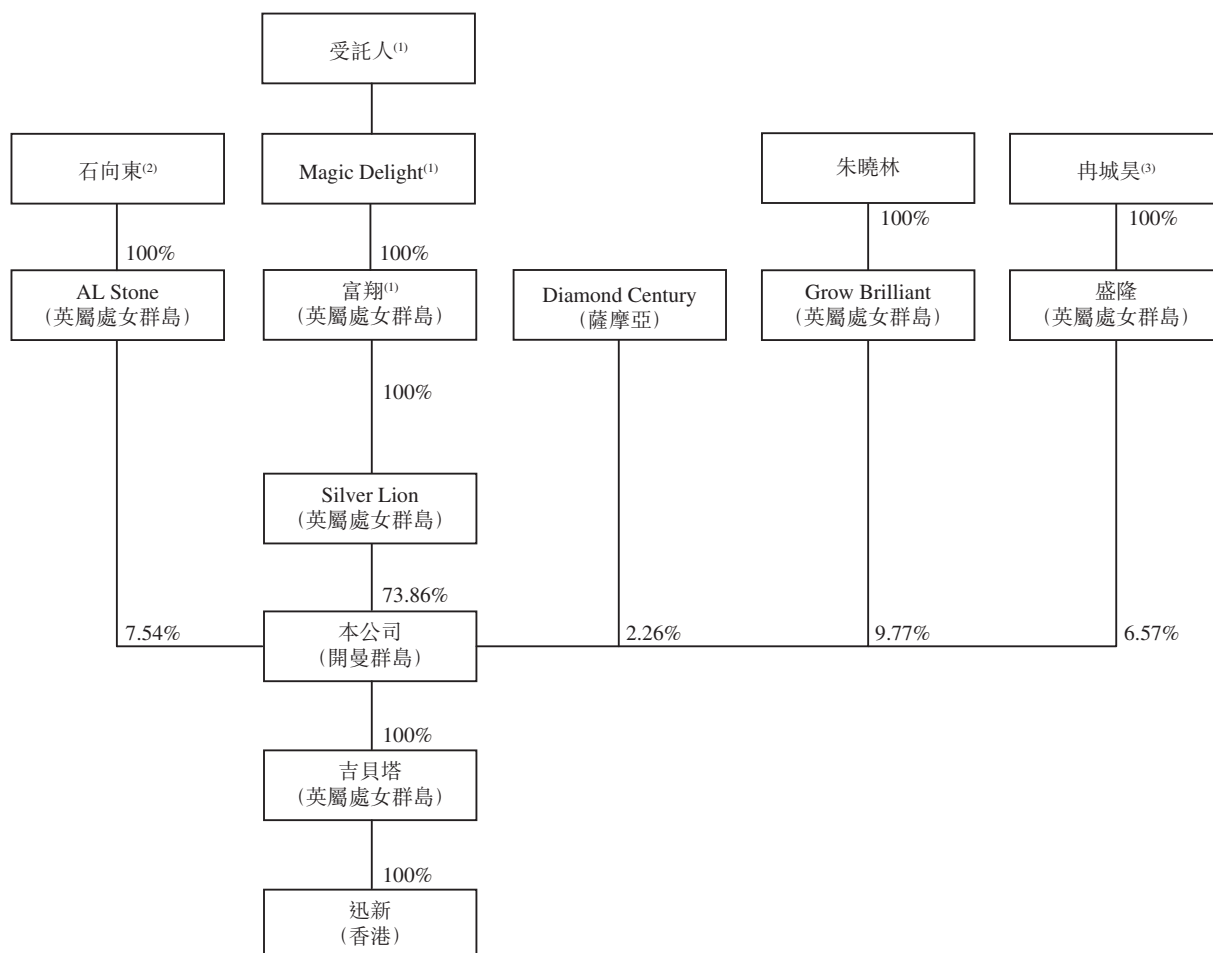 受託人(1)
石向東(2)
Magic Delight(1)
朱曉林
冉城昊(3)
100%
100%
100%
100%
AL Stone
(英屬處女群島)
富翔(1)
(英屬處女群島)
Diamond Century
(薩摩亞)
Grow Brilliant
(英屬處女群島)
盛隆
(英屬處女群島)
100%
Silver Lion
(英屬處女群島)
73.86%
7.54%
本公司
(開曼群島)
2.26%
9.77%
6.57%
100%
吉貝塔
(英屬處女群島)
100%
迅新
(香港)